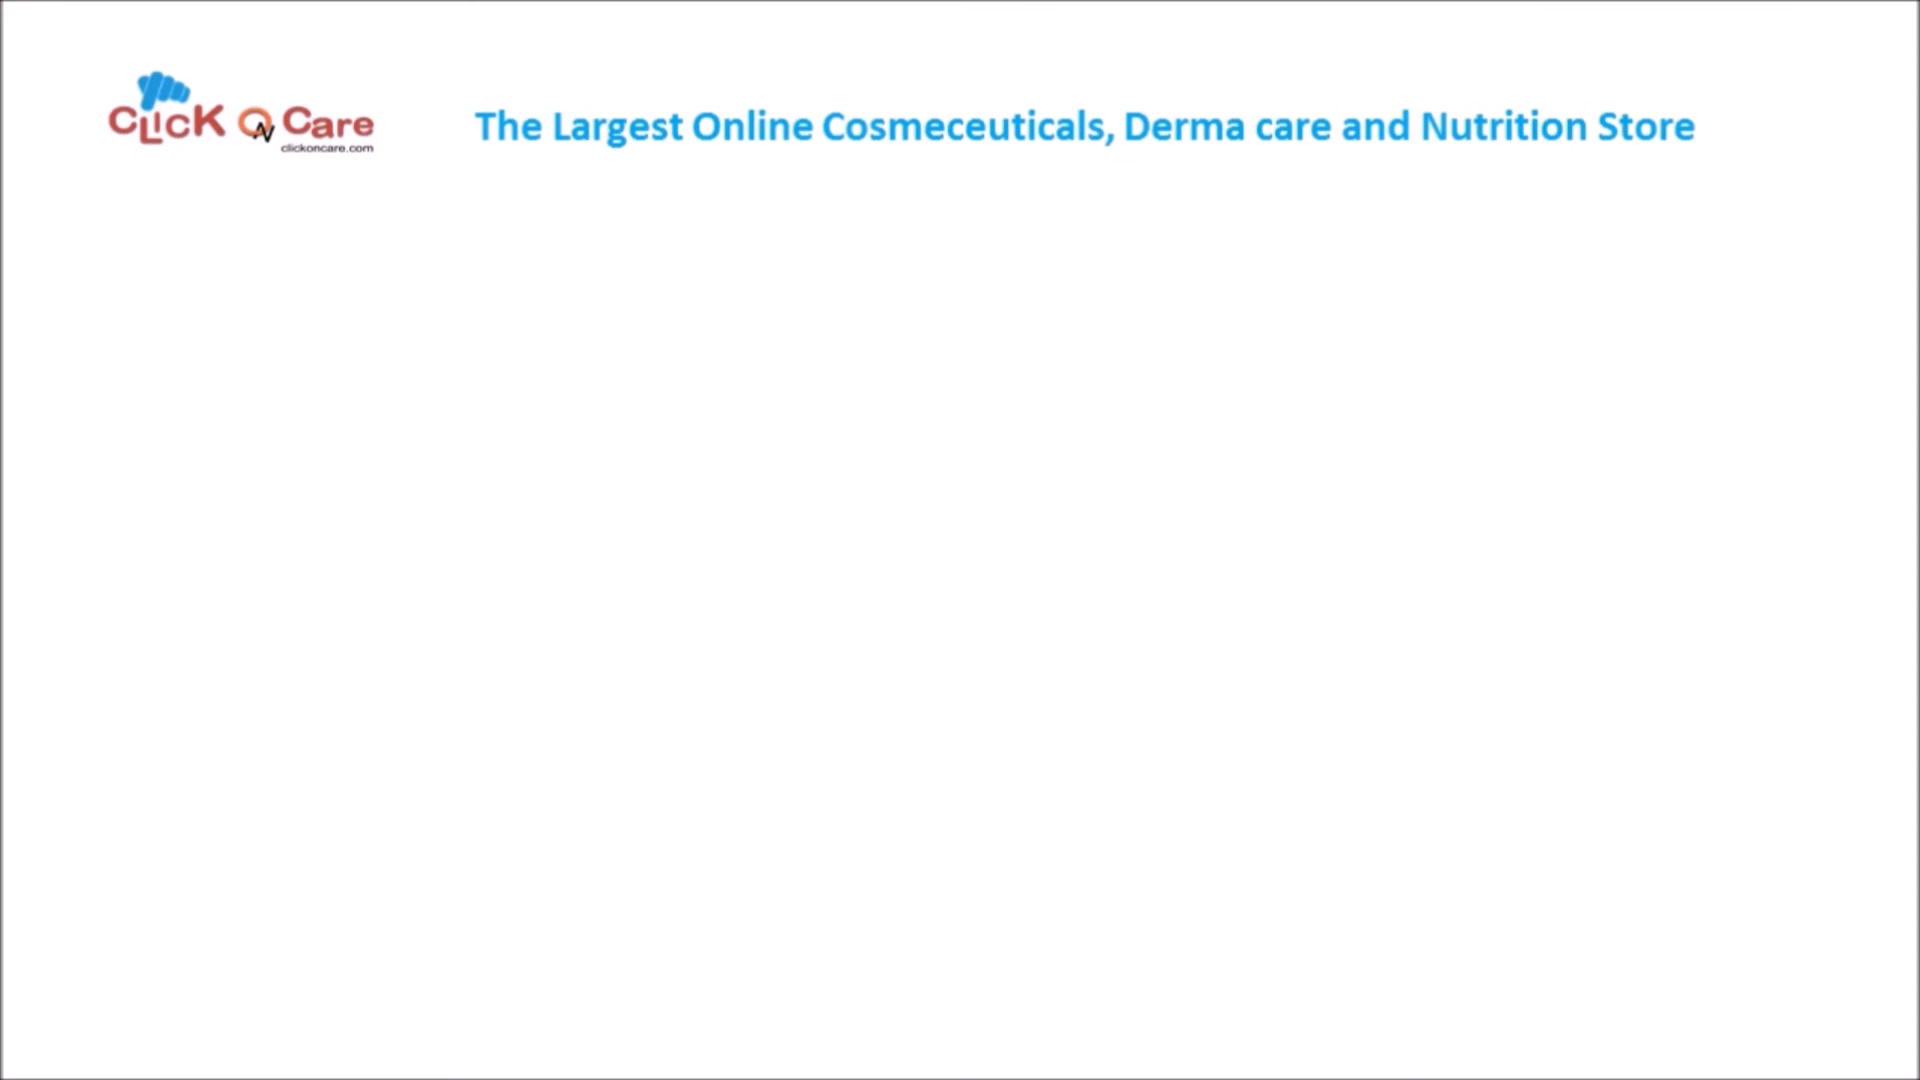 CLicK ON Care
clickoncare.com
The Largest Online Cosmeceuticals, Derma care and Nutrition Store